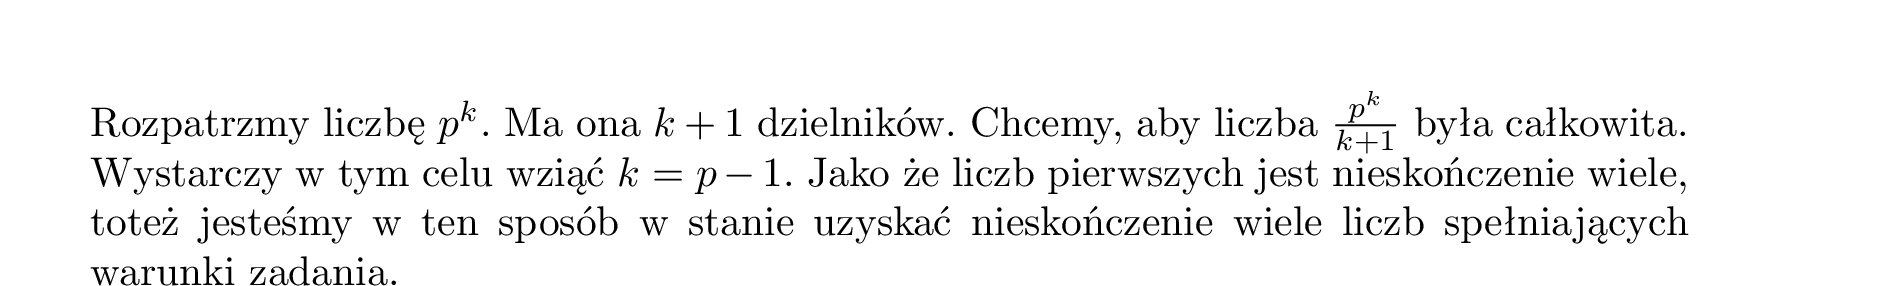 Rozpatrzmy liczbę $p^k$. Ma ona $k + 1$ dzielników. Chcemy, aby liczba $\frac{p^k}{k+1}$ była całkowita.
Wystarczy w tym celu wziąć $k = p - 1$. Jako że liczb pierwszych jest nieskończenie wiele,
toteż jesteśmy w ten sposób w stanie uzyskać nieskończenie wiele liczb spełniających
warunki zadania.